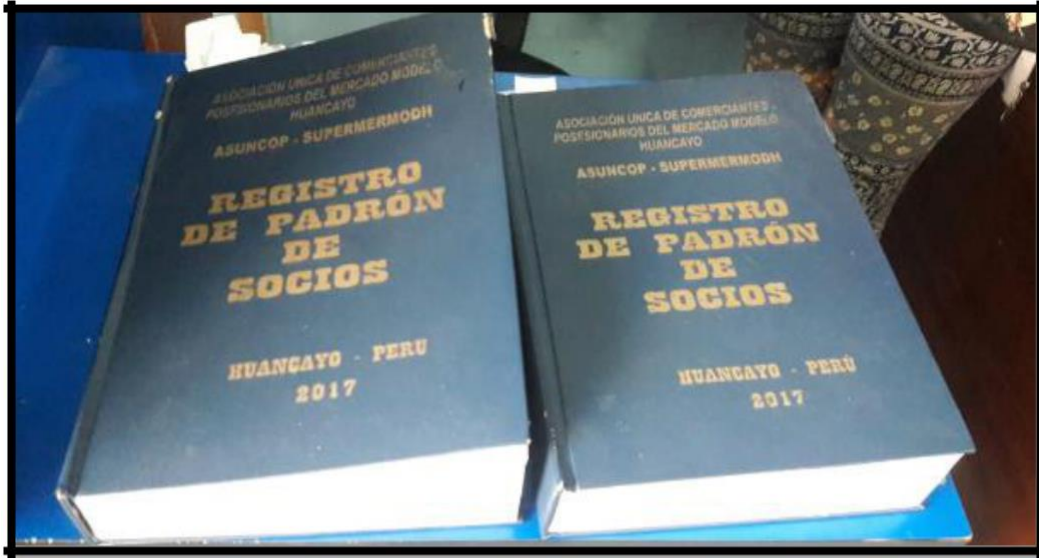 ASOCIACIÓN UNICA DE COMERCIANTES
POSESIONARIOS DEL MERCADO MODELO
HUANCAYO
ASUNCOP - SUPERMERMODH
REGISTRO
DE PADRÓN
DE
SOCIOS
HUANCAYO - PERU
2017
ASOCIACIÓN UNICA DE COMERCIANTES
POSESIONARIOS DEL MERCADO MODELO
HUANCAYO
ASUNCOP - SUPERMERMODH
REGISTRO
DE PADRÓN
DE
SOCIOS
HUANCAYO - PERÚ
2017